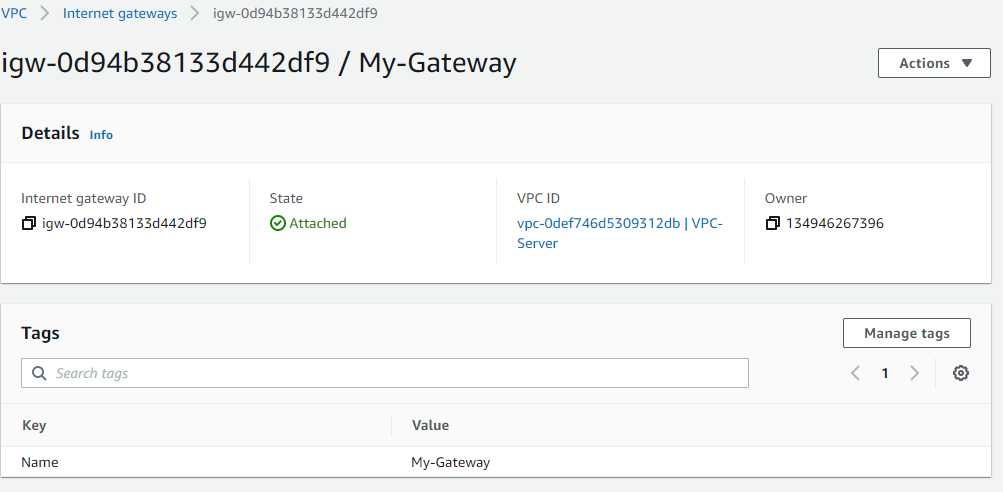 VPC > Internet gateways > igw-0d94b38133d442df9
igw-0d94b38133d442df9 / My-Gateway
Actions ▼
Details Info
Internet gateway ID
igw-0d94b38133d442df9
State
Attached
VPC ID
vpc-0def746d5309312db | VPC-
Server
Owner
134946267396
Tags
Manage tags
Search tags
< 1 >
Key Value
Name My-Gateway